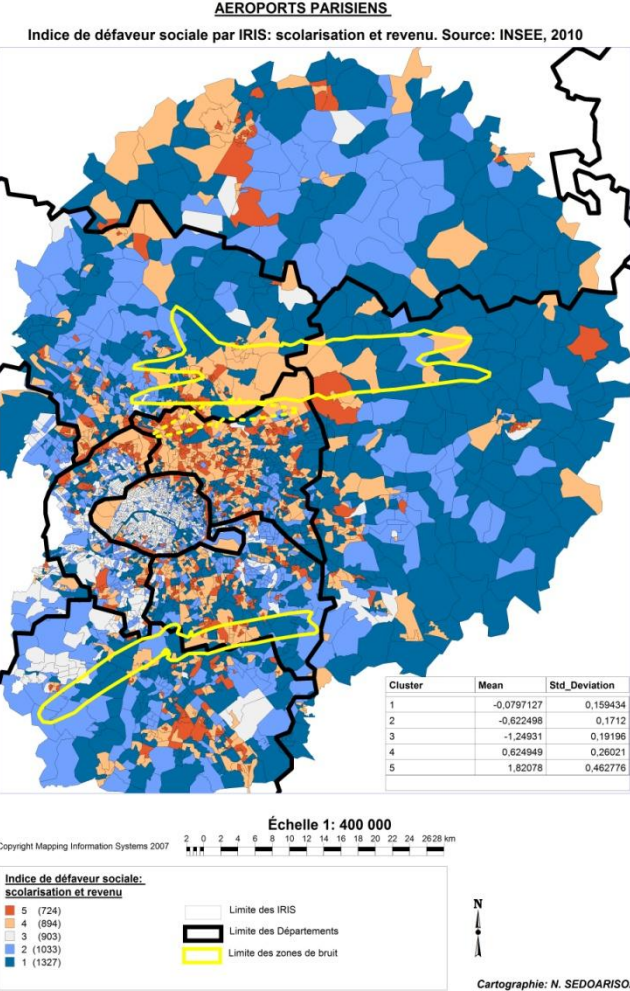 AEROPORTS PARISIENS
Indice de défaveur sociale par IRIS: scolarisation et revenu. Source: INSEE, 2010
Cluster Mean Std_Deviation
1 -0,0797127 0,159434
2 -0,622498 0,1712
3 -1,24931 0,19196
4 0,624949 0,26021
5 1,82078 0,462776
Échelle 1: 400 000
Copyright Mapping Information Systems 2007
2 0 2 4 6 8 10 12 14 16 18 20 22 24 26 28 km
Indice de défaveur sociale:
scolarisation et revenu
5 (724)
4 (894)
3 (903)
2 (1033)
1 (1327)
Limite des IRIS
Limite des Départements
Limite des zones de bruit
N
Cartographie: N. SEDOARISO